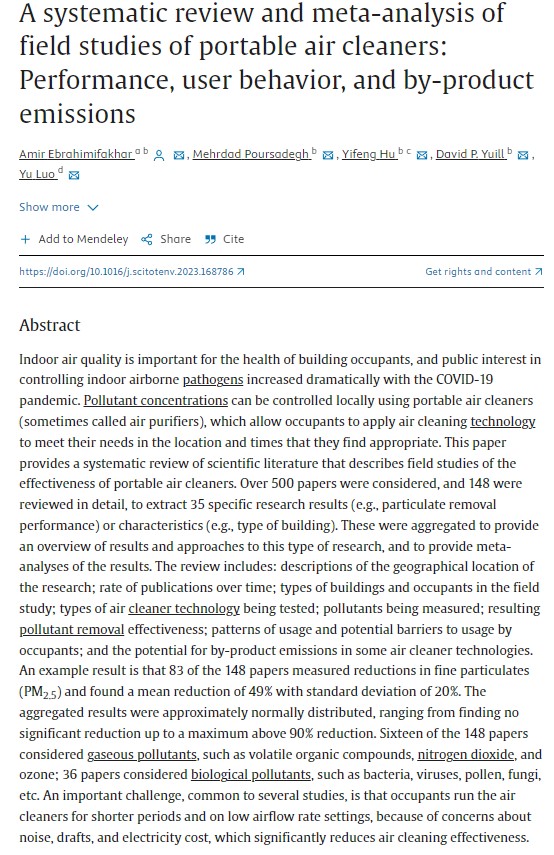 A systematic review and meta-analysis of
field studies of portable air cleaners:
Performance, user behavior, and by-product
emissions
Amir Ebrahimifakhar a b, Mehrdad Poursadegh b, Yifeng Hu b c, David P. Yuill b,
Yu Luo d
Show more
Add to Mendeley Share Cite
https://doi.org/10.1016/j.scitotenv.2023.168786 Get rights and content
Abstract
Indoor air quality is important for the health of building occupants, and public interest in
controlling indoor airborne pathogens increased dramatically with the COVID-19
pandemic. Pollutant concentrations can be controlled locally using portable air cleaners
(sometimes called air purifiers), which allow occupants to apply air cleaning technology
to meet their needs in the location and times that they find appropriate. This paper
provides a systematic review of scientific literature that describes field studies of the
effectiveness of portable air cleaners. Over 500 papers were considered, and 148 were
reviewed in detail, to extract 35 specific research results (e.g., particulate removal
performance) or characteristics (e.g., type of building). These were aggregated to provide
an overview of results and approaches to this type of research, and to provide meta-
analyses of the results. The review includes: descriptions of the geographical location of
the research; rate of publications over time; types of buildings and occupants in the field
study; types of air cleaner technology being tested; pollutants being measured; resulting
pollutant removal effectiveness; patterns of usage and potential barriers to usage by
occupants; and the potential for by-product emissions in some air cleaner technologies.
An example result is that 83 of the 148 papers measured reductions in fine particulates
(PM2.5) and found a mean reduction of 49% with standard deviation of 20%. The
aggregated results were approximately normally distributed, ranging from finding no
significant reduction up to a maximum above 90% reduction. Sixteen of the 148 papers
considered gaseous pollutants, such as volatile organic compounds, nitrogen dioxide, and
ozone; 36 papers considered biological pollutants, such as bacteria, viruses, pollen, fungi,
etc. An important challenge, common to several studies, is that occupants run the air
cleaners for shorter periods and on low airflow rate settings, because of concerns about
noise, drafts, and electricity cost, which significantly reduces air cleaning effectiveness.